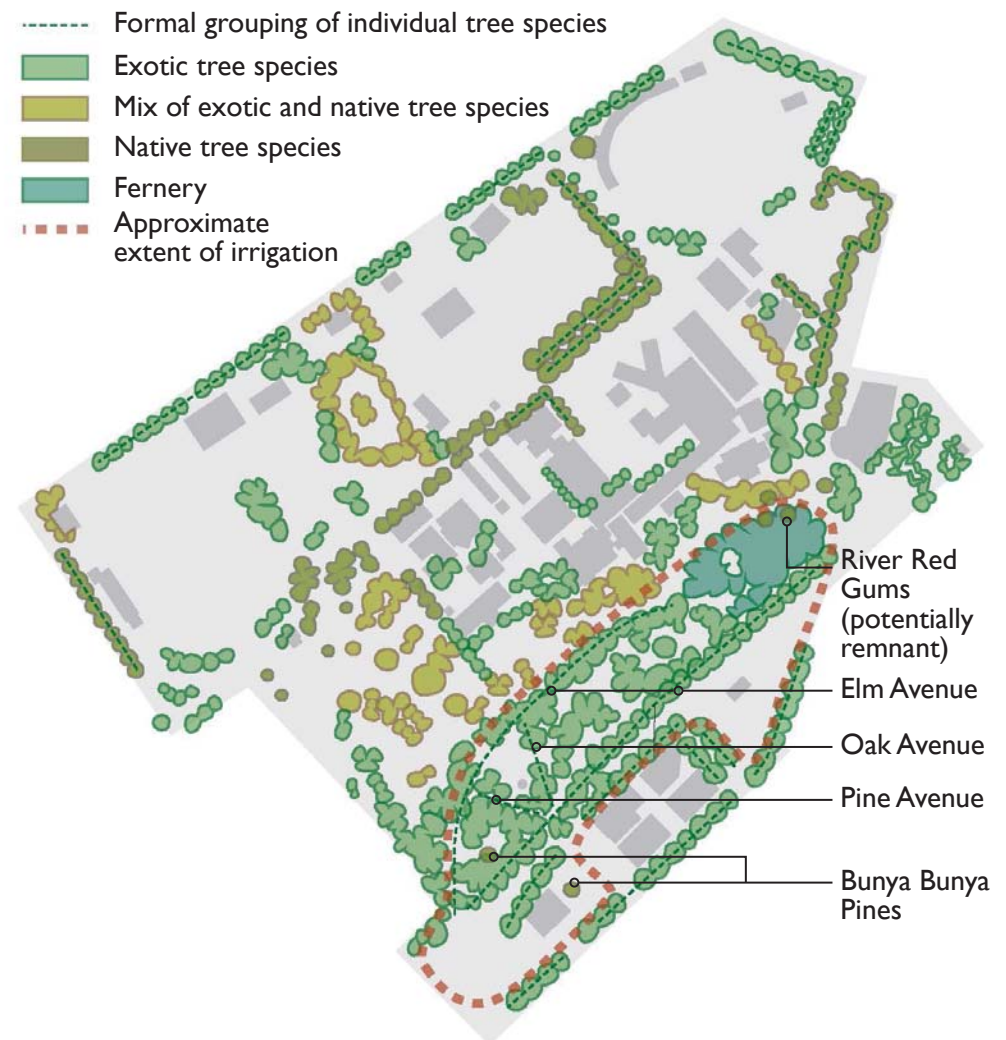 Formal grouping of individual tree species
Exotic tree species
Mix of exotic and native tree species
Native tree species
Fernery
Approximate
extent of irrigation
River Red
Gums
(potentially
remnant)
Elm Avenue
Oak Avenue
Pine Avenue
Bunya Bunya
Pines